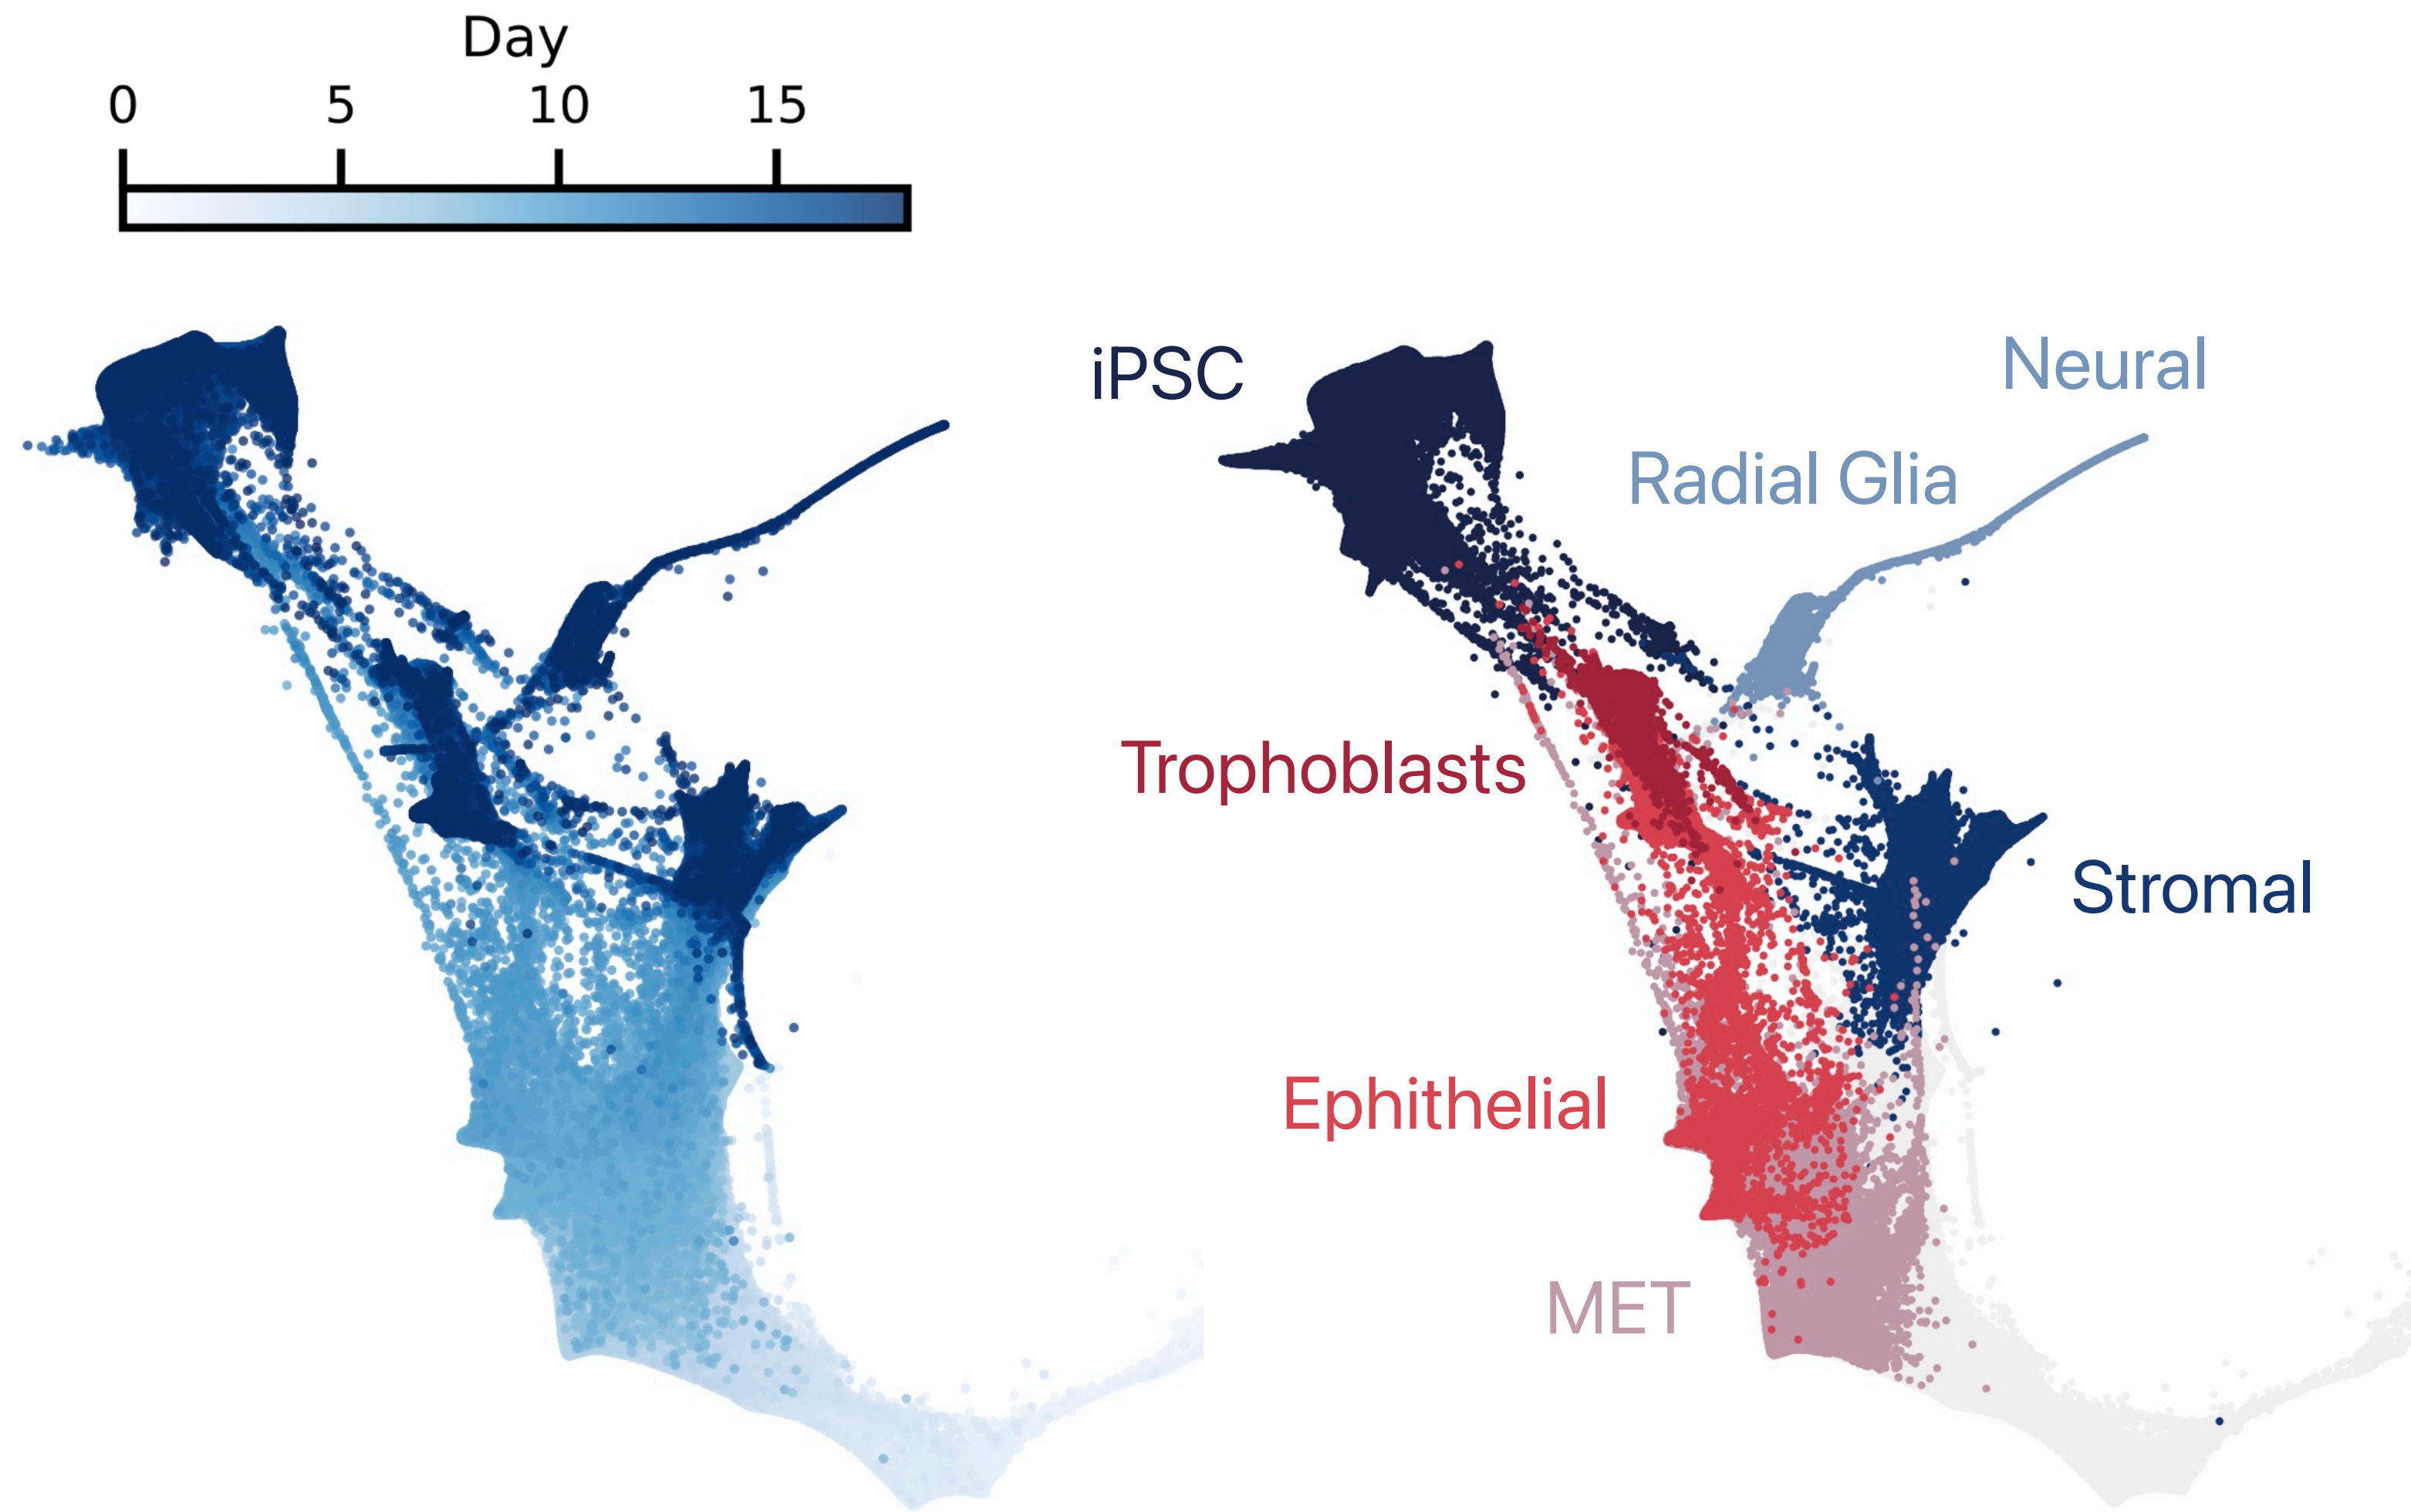 Day
0 5 10 15
iPSC
Neural
Radial Glia
Trophoblasts
Stromal
Ephithelial
MET